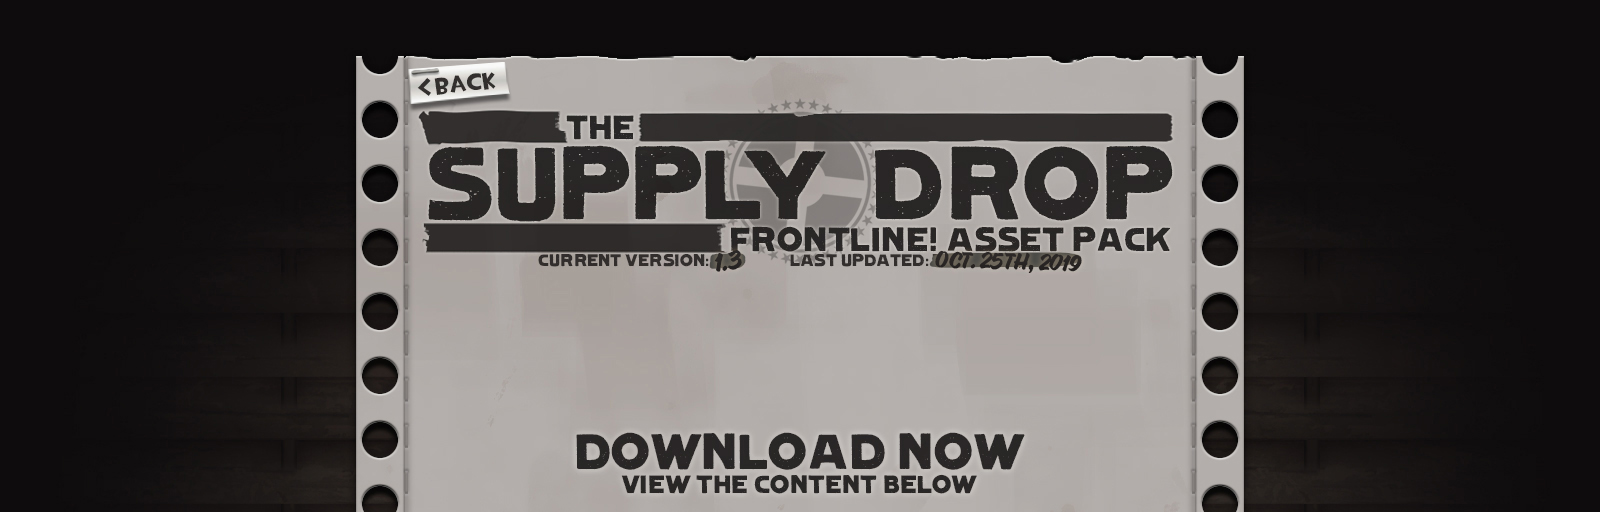 <BACK
THE
SUPPLY DROP
FRONTLINE! ASSET PACK
CURRENT VERSION: 1.3 LAST UPDATED: OCT. 25TH, 2019
DOWNLOAD NOW
VIEW THE CONTENT BELOW